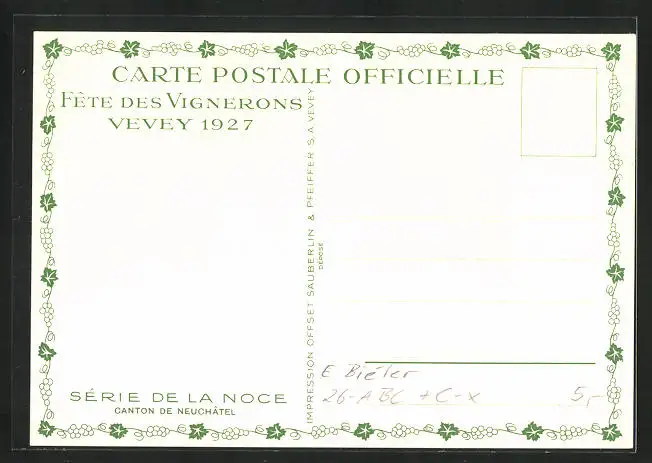 CARTE POSTALE OFFICIELLE
FÊTE DES VIGNERONS
VEVEY 1927
IMPRESSION OFFSET SAUBERLIN & PFEIFFER S.A. VEVEY
DÉPOSÉ
SÉRIE DE LA NOCE
CANTON DE NEUCHÂTEL
E. Biéler
26-ABC + C-x
5,-